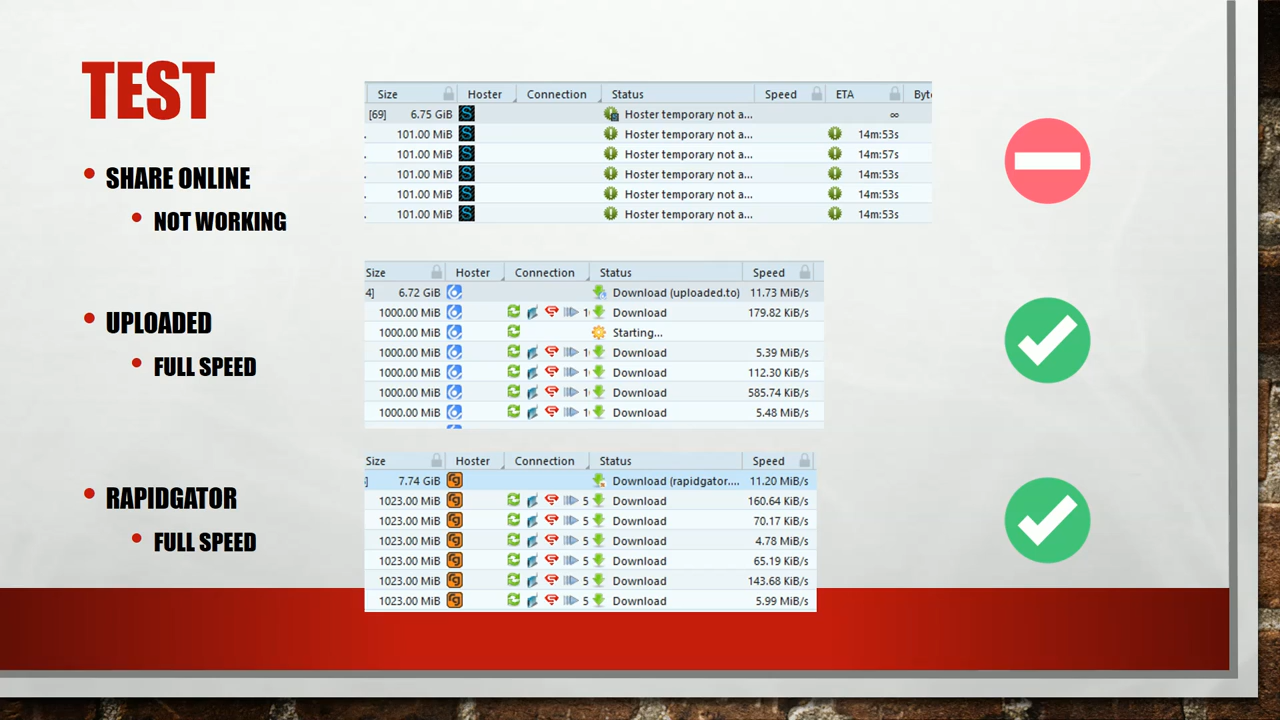 TEST
• SHARE ONLINE
• NOT WORKING
Size Hoster Connection Status Speed ETA Byt
[69] 6.75 GiB Hoster temporary not a... ∞
. 101.00 MiB Hoster temporary not a... 14m:53s
. 101.00 MiB Hoster temporary not a... 14m:57s
. 101.00 MiB Hoster temporary not a... 14m:53s
. 101.00 MiB Hoster temporary not a... 14m:53s
. 101.00 MiB Hoster temporary not a... 14m:53s
• UPLOADED
• FULL SPEED
Size Hoster Connection Status Speed
4] 6.72 GiB Download (uploaded.to) 11.73 MiB/s
1000.00 MiB 1 Download 179.82 KiB/s
1000.00 MiB Starting...
1000.00 MiB 1 Download 5.39 MiB/s
1000.00 MiB 1 Download 112.30 KiB/s
1000.00 MiB 1 Download 585.74 KiB/s
1000.00 MiB 1 Download 5.48 MiB/s
• RAPIDGATOR
• FULL SPEED
Size Hoster Connection Status Speed
] 7.74 GiB Download (rapidgator.... 11.20 MiB/s
1023.00 MiB 5 Download 160.64 KiB/s
1023.00 MiB 5 Download 70.17 KiB/s
1023.00 MiB 5 Download 4.78 MiB/s
1023.00 MiB 5 Download 65.19 KiB/s
1023.00 MiB 5 Download 143.68 KiB/s
1023.00 MiB 5 Download 5.99 MiB/s